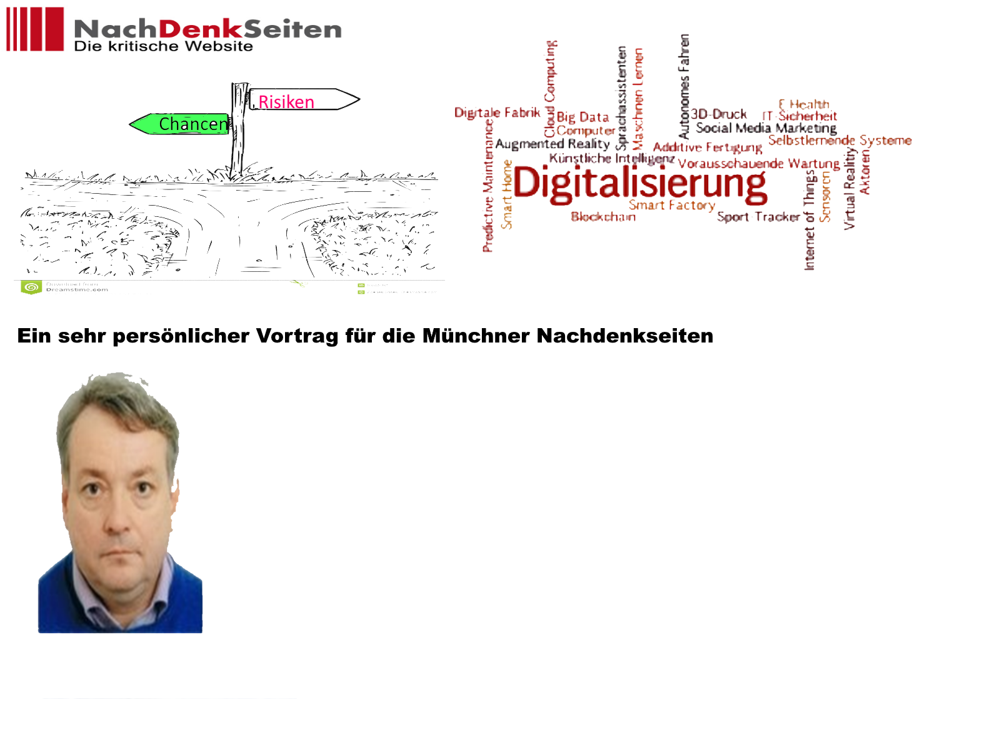 NachDenkSeiten
Die kritische Website
Risiken
Chancen
Cloud Computing
Sprachassistenten
Maschinen Lernen
Autonomes Fahren
E Health
Digitale Fabrik
Big Data
3D-Druck
IT-Sicherheit
Computer
Social Media Marketing
Augmented Reality
Additive Fertigung
Selbstlernende Systeme
Künstliche Intelligenz
Vorausschauende Wartung
Predictive Maintenance
Smart Home
Digitalisierung
Internet of Things
Sensoren
Virtual Reality
Aktoren
Smart Factory
Blockchain
Sport-Tracker
Download from
Dreamstime.com
Ein sehr persönlicher Vortrag für die Münchner Nachdenkseiten